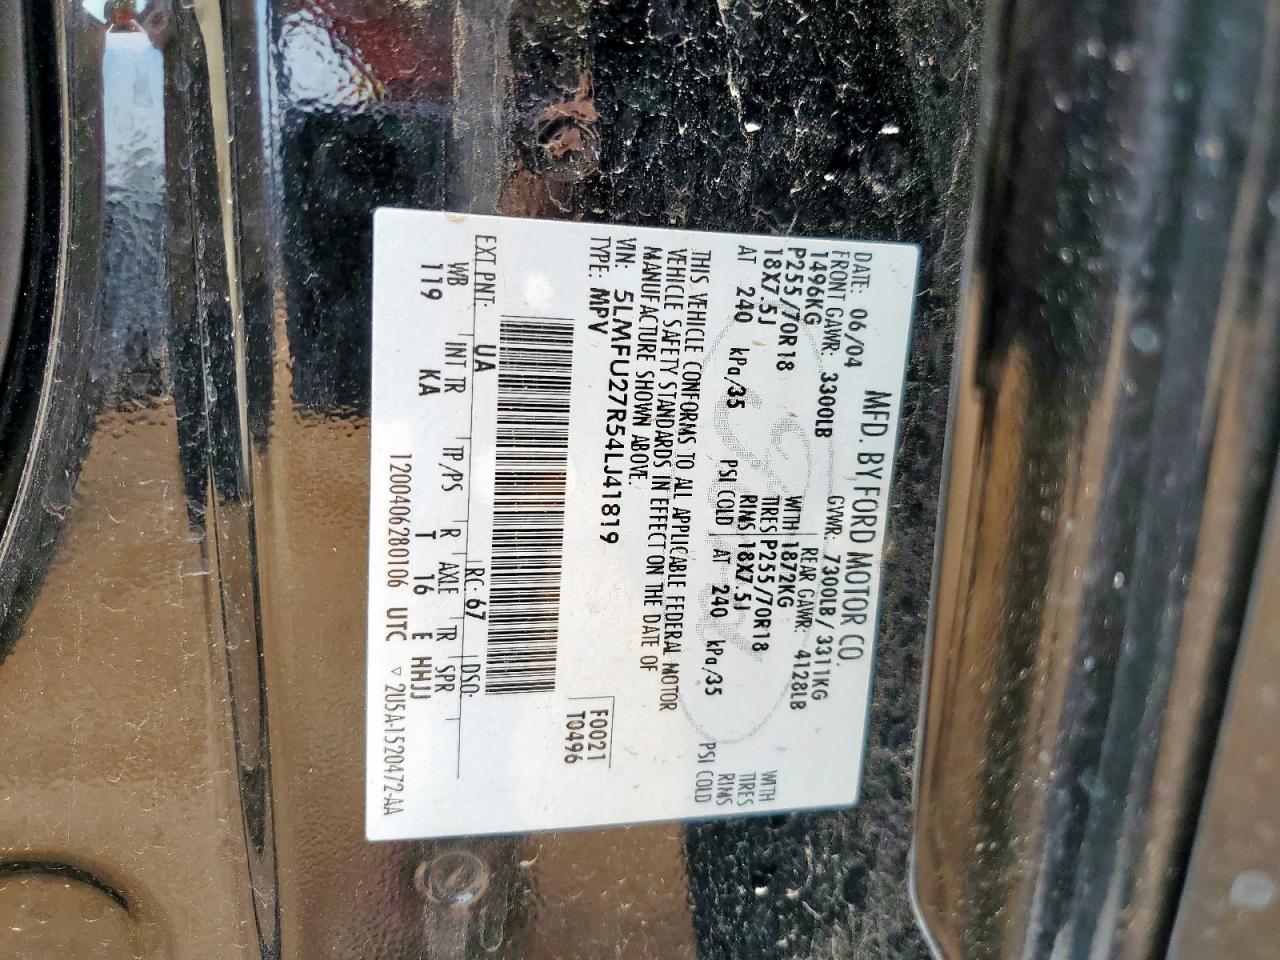 MFD. BY FORD MOTOR CO.
DATE: 06/04 GVWR: 7300LB/ 3311KG
FRONT GAWR: 3300LB REAR GAWR: 4128LB
1496KG WITH 1872KG WITH
P255/70R18 TIRES P255/70R18 TIRES
18X7.5J RIMS 18X7.5J RIMS
AT 240 kPa/35 PSI COLD AT 240 kPa/35 PSI COLD
THIS VEHICLE CONFORMS TO ALL APPLICABLE FEDERAL MOTOR
VEHICLE SAFETY STANDARDS IN EFFECT ON THE DATE OF
MANUFACTURE SHOWN ABOVE.
VIN: 5LMFU27R54LJ41819 F0021
TYPE: MPV T0496
EXT PNT: UA RC: 67 DSO:
WB INT TR TP/PS R AXLE TR SPR
119 KA T 16 E HHJJ
1200406280106 UTC ▽ 2U5A-1520472-AA